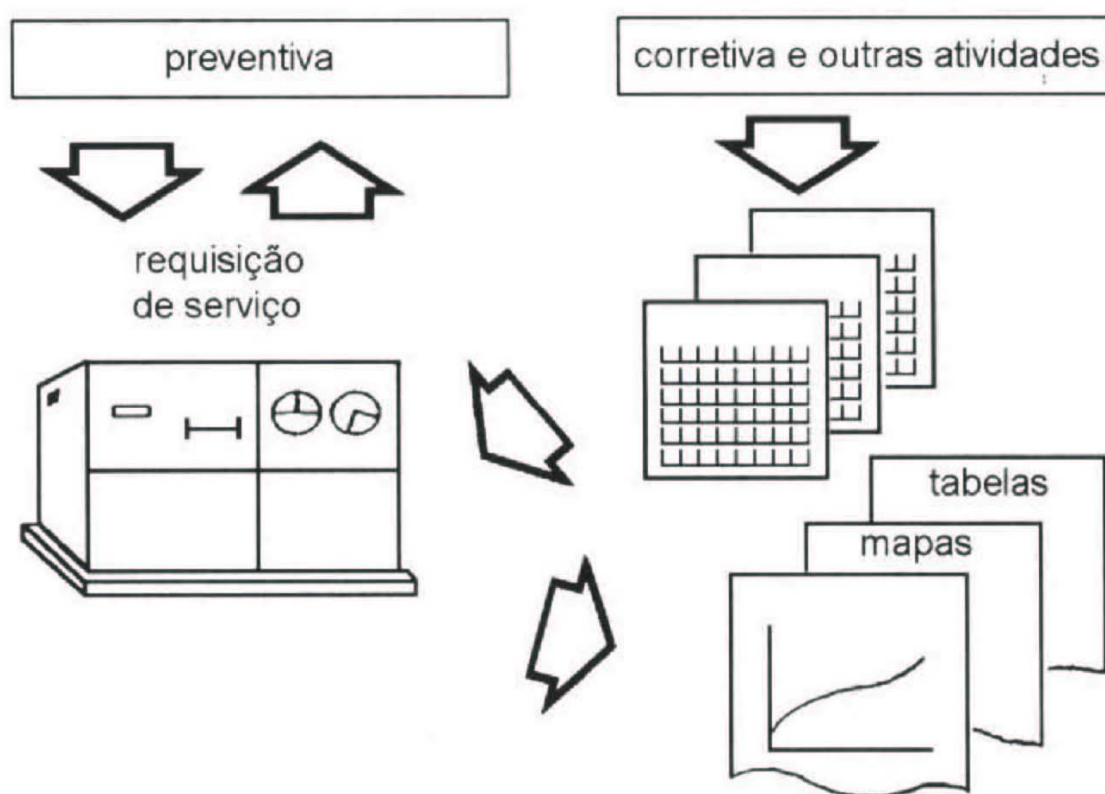 preventiva
corretiva e outras atividades
requisição
de serviço
tabelas
mapas